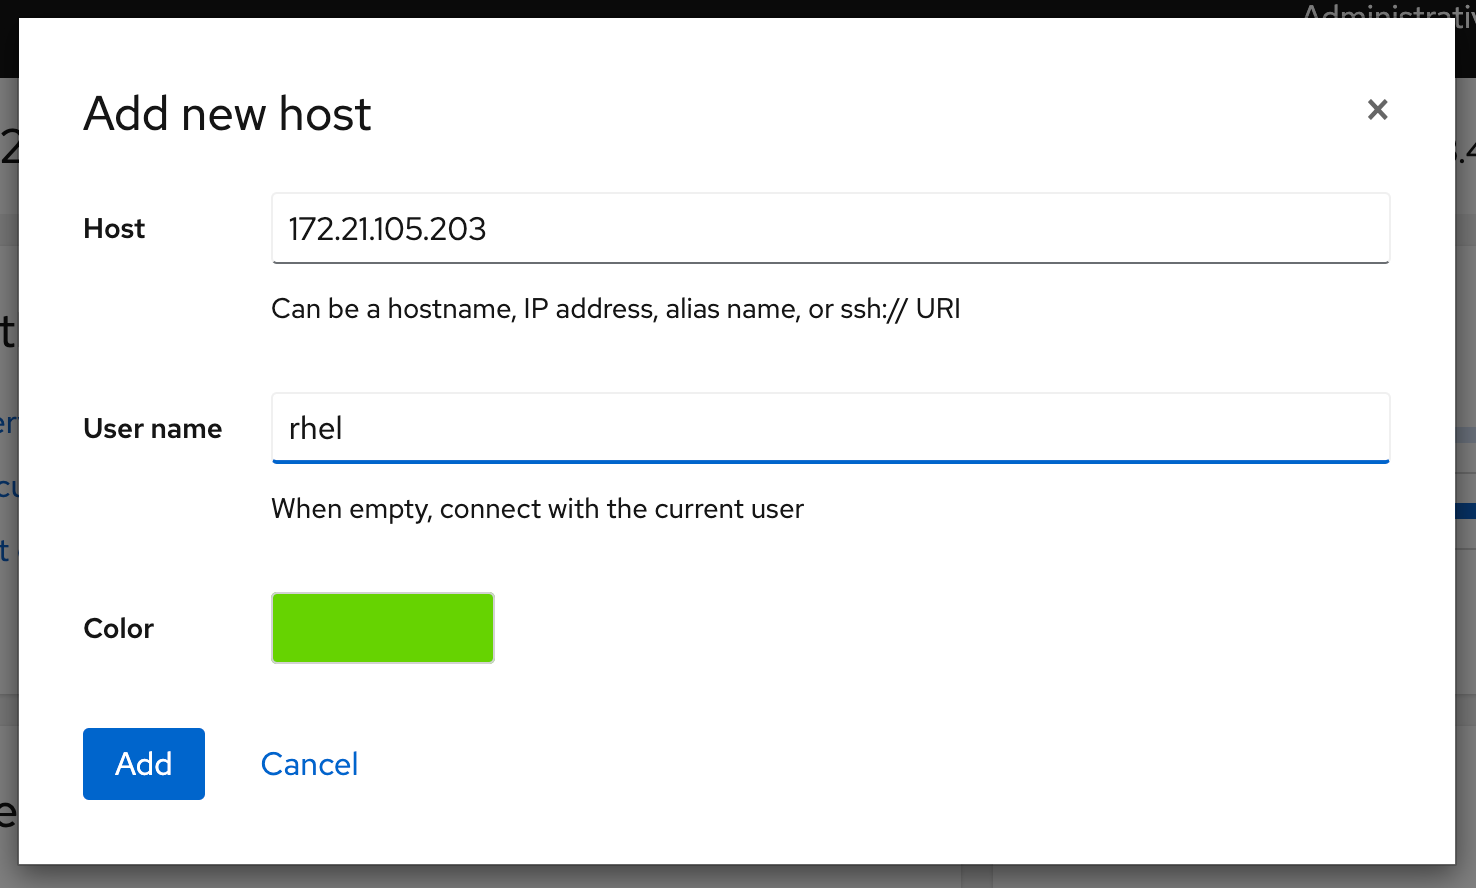 Add new host
Host
172.21.105.203
Can be a hostname, IP address, alias name, or ssh:// URI
User name
rhel
When empty, connect with the current user
Color
Add
Cancel